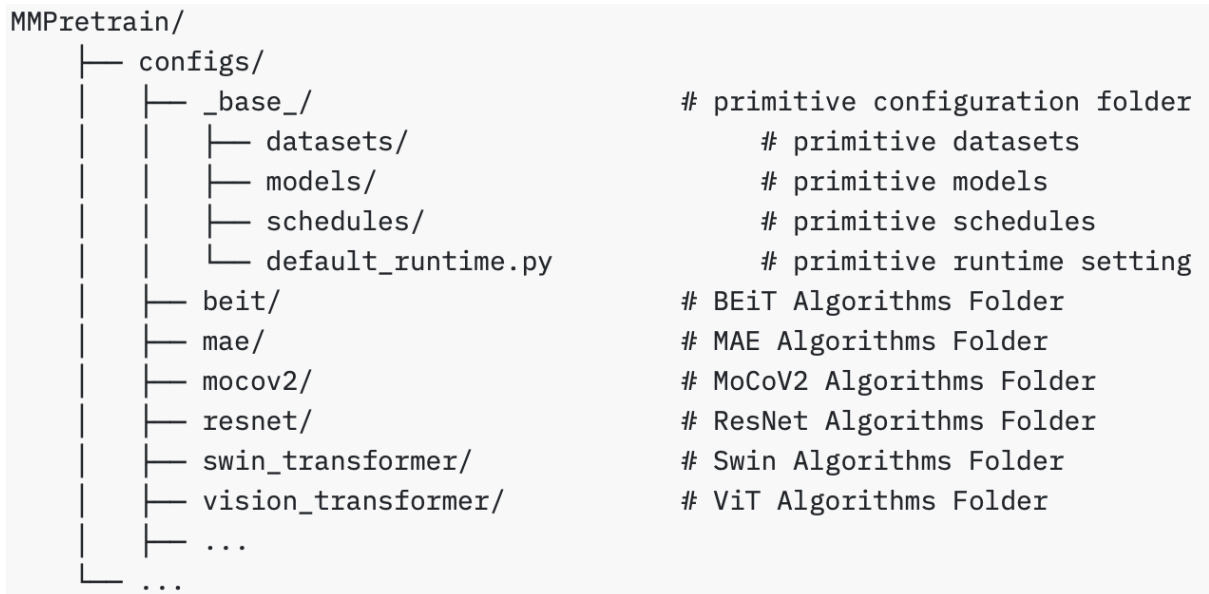 MMPretrain/
    ├── configs/
    │   ├── _base_/                       # primitive configuration folder
    │   │   ├── datasets/                      # primitive datasets
    │   │   ├── models/                        # primitive models
    │   │   ├── schedules/                     # primitive schedules
    │   │   └── default_runtime.py             # primitive runtime setting
    │   ├── beit/                         # BEiT Algorithms Folder
    │   ├── mae/                          # MAE Algorithms Folder
    │   ├── mocov2/                       # MoCoV2 Algorithms Folder
    │   ├── resnet/                       # ResNet Algorithms Folder
    │   ├── swin_transformer/             # Swin Algorithms Folder
    │   ├── vision_transformer/           # ViT Algorithms Folder
    │   ├── ...
    └── ...